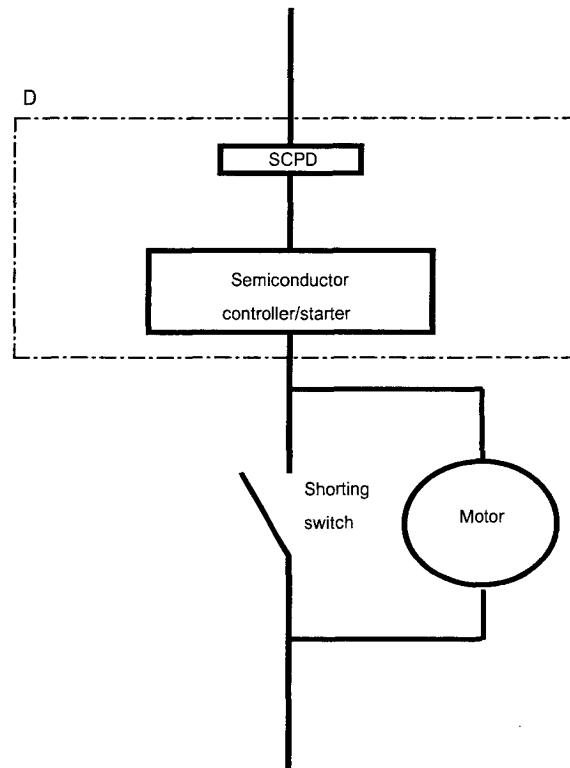 D
SCPD
Semiconductor
controller/starter
Shorting
switch
Motor